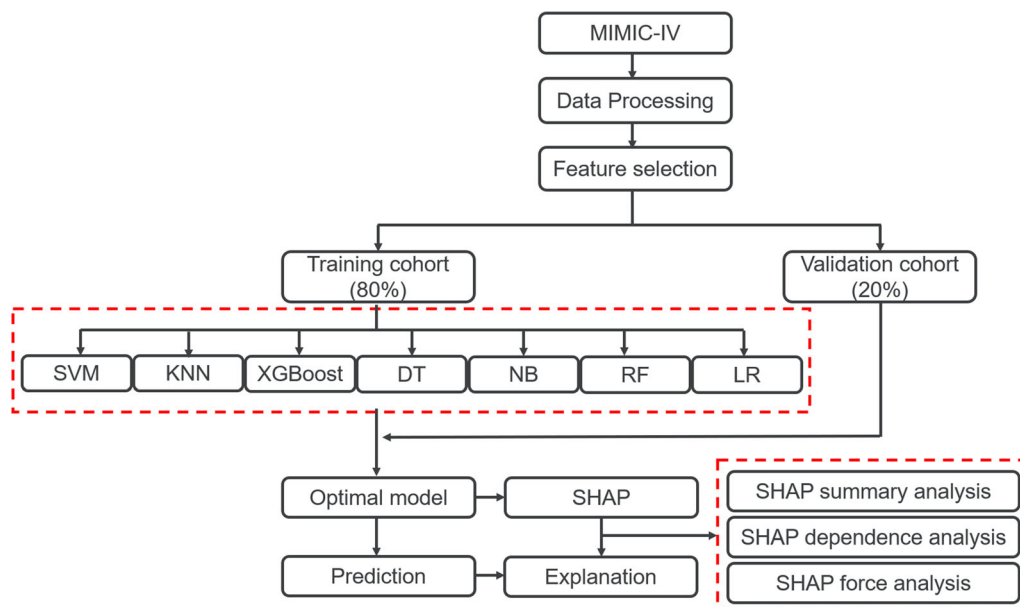 MIMIC-IV
Data Processing
Feature selection
Training cohort
(80%)
Validation cohort
(20%)
SVM
KNN
XGBoost
DT
NB
RF
LR
Optimal model
SHAP
SHAP summary analysis
SHAP dependence analysis
Prediction
Explanation
SHAP force analysis